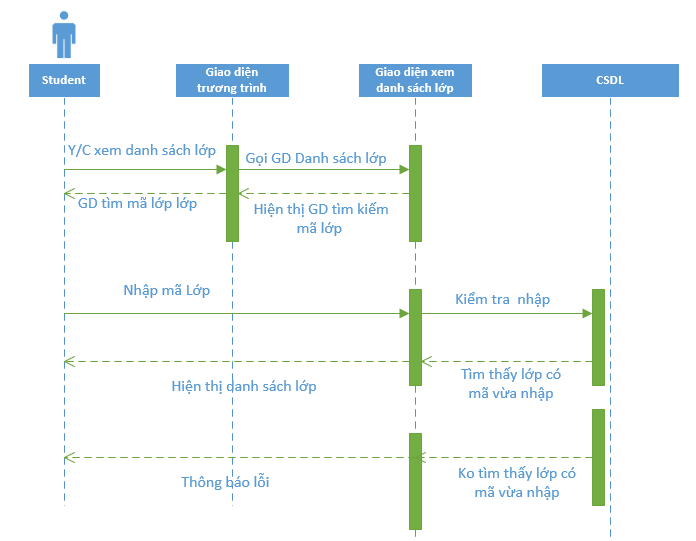 Student
Giao diện
trương trình
Giao diện xem
danh sách lớp
CSDL
Y/C xem danh sách lớp
Gọi GD Danh sách lớp
GD tìm mã lớp lớp
Hiện thị GD tìm kiếm
mã lớp
Nhập mã Lớp
Kiểm tra nhập
Hiện thị danh sách lớp
Tìm thấy lớp có
mã vừa nhập
Thông báo lỗi
Ko tìm thấy lớp có
mã vừa nhập